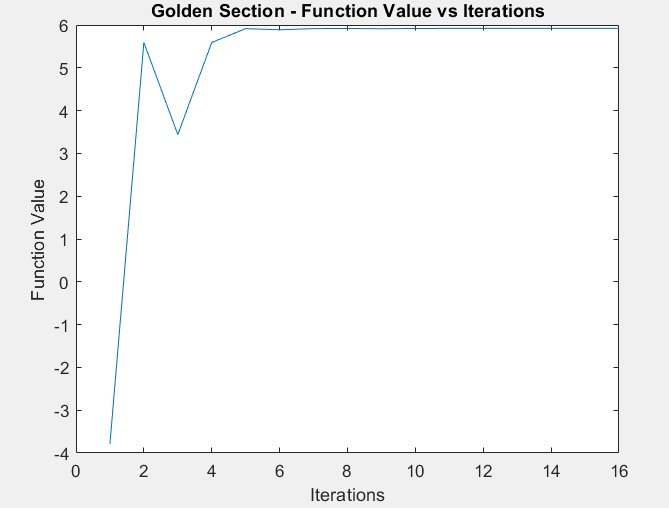 Golden Section - Function Value vs Iterations
6
5
4
3
2
1
0
-1
-2
-3
-4
Function Value
0 2 4 6 8 10 12 14 16
Iterations